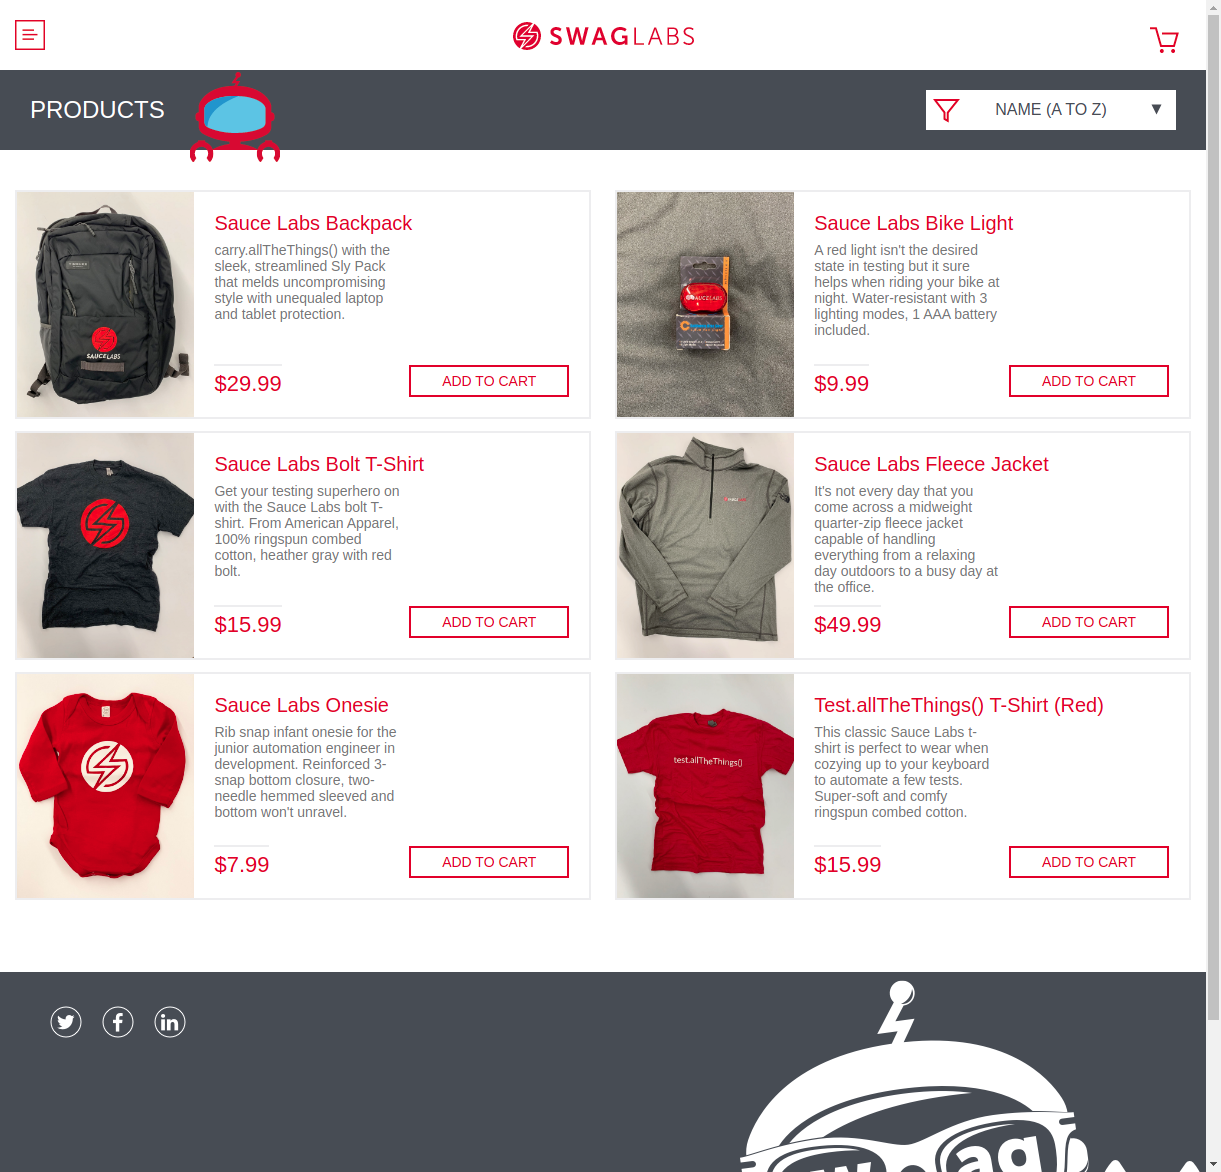 SWAGLABS
PRODUCTS
NAME (A TO Z)
Sauce Labs Backpack
carry.allTheThings() with the
sleek, streamlined Sly Pack
that melds uncompromising
style with unequaled laptop
and tablet protection.
$29.99
ADD TO CART
SAUCELABS
Sauce Labs Bike Light
A red light isn't the desired
state in testing but it sure
helps when riding your bike at
night. Water-resistant with 3
lighting modes, 1 AAA battery
included.
$9.99
ADD TO CART
SAUCELABS
Sauce Labs Bolt T-Shirt
Get your testing superhero on
with the Sauce Labs bolt T-
shirt. From American Apparel,
100% ringspun combed
cotton, heather gray with red
bolt.
$15.99
ADD TO CART
Sauce Labs Fleece Jacket
It's not every day that you
come across a midweight
quarter-zip fleece jacket
capable of handling
everything from a relaxing
day outdoors to a busy day at
the office.
$49.99
ADD TO CART
Sauce Labs Onesie
Rib snap infant onesie for the
junior automation engineer in
development. Reinforced 3-
snap bottom closure, two-
needle hemmed sleeved and
bottom won't unravel.
$7.99
ADD TO CART
Test.allTheThings() T-Shirt (Red)
This classic Sauce Labs t-
shirt is perfect to wear when
cozying up to your keyboard
to automate a few tests.
Super-soft and comfy
ringspun combed cotton.
$15.99
ADD TO CART
test.allTheThings()